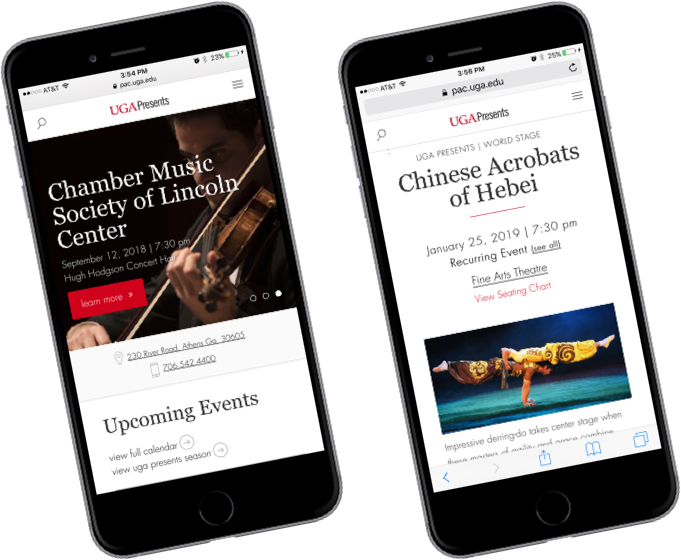 AT&T 3:54 PM 23%
pac.uga.edu
UGAPresents
Chamber Music
Society of Lincoln
Center
September 12, 2018 | 7:30 pm
Hugh Hodgson Concert Hall
learn more »
230 River Road, Athens Ga, 30605
706.542.4400
Upcoming Events
view full calendar
view uga presents season
AT&T 3:56 PM 25%
pac.uga.edu
UGAPresents
UGA PRESENTS | WORLD STAGE
Chinese Acrobats
of Hebei
January 25, 2019 | 7:30 pm
Recurring Event (see all)
Fine Arts Theatre
View Seating Chart
Impressive derring-do takes center stage when
these masters of agility and grace combine